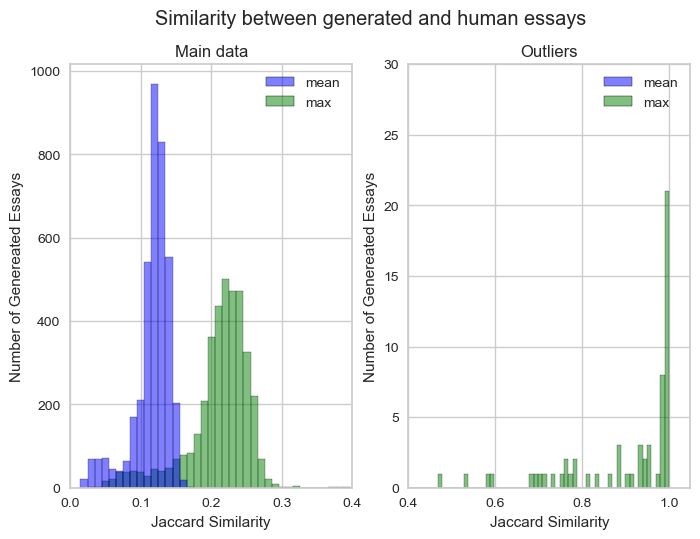 Similarity between generated and human essays
Main data
Outliers
Number of Genereated Essays
1000
800
600
400
200
0
0.0 0.1 0.2 0.3 0.4
Jaccard Similarity
mean
max
Number of Genereated Essays
30
25
20
15
10
5
0
0.4 0.6 0.8 1.0
Jaccard Similarity
mean
max